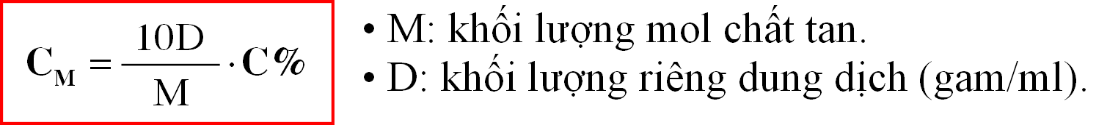 C_M = 10D/M · C%
• M: khối lượng mol chất tan.
• D: khối lượng riêng dung dịch (gam/ml).